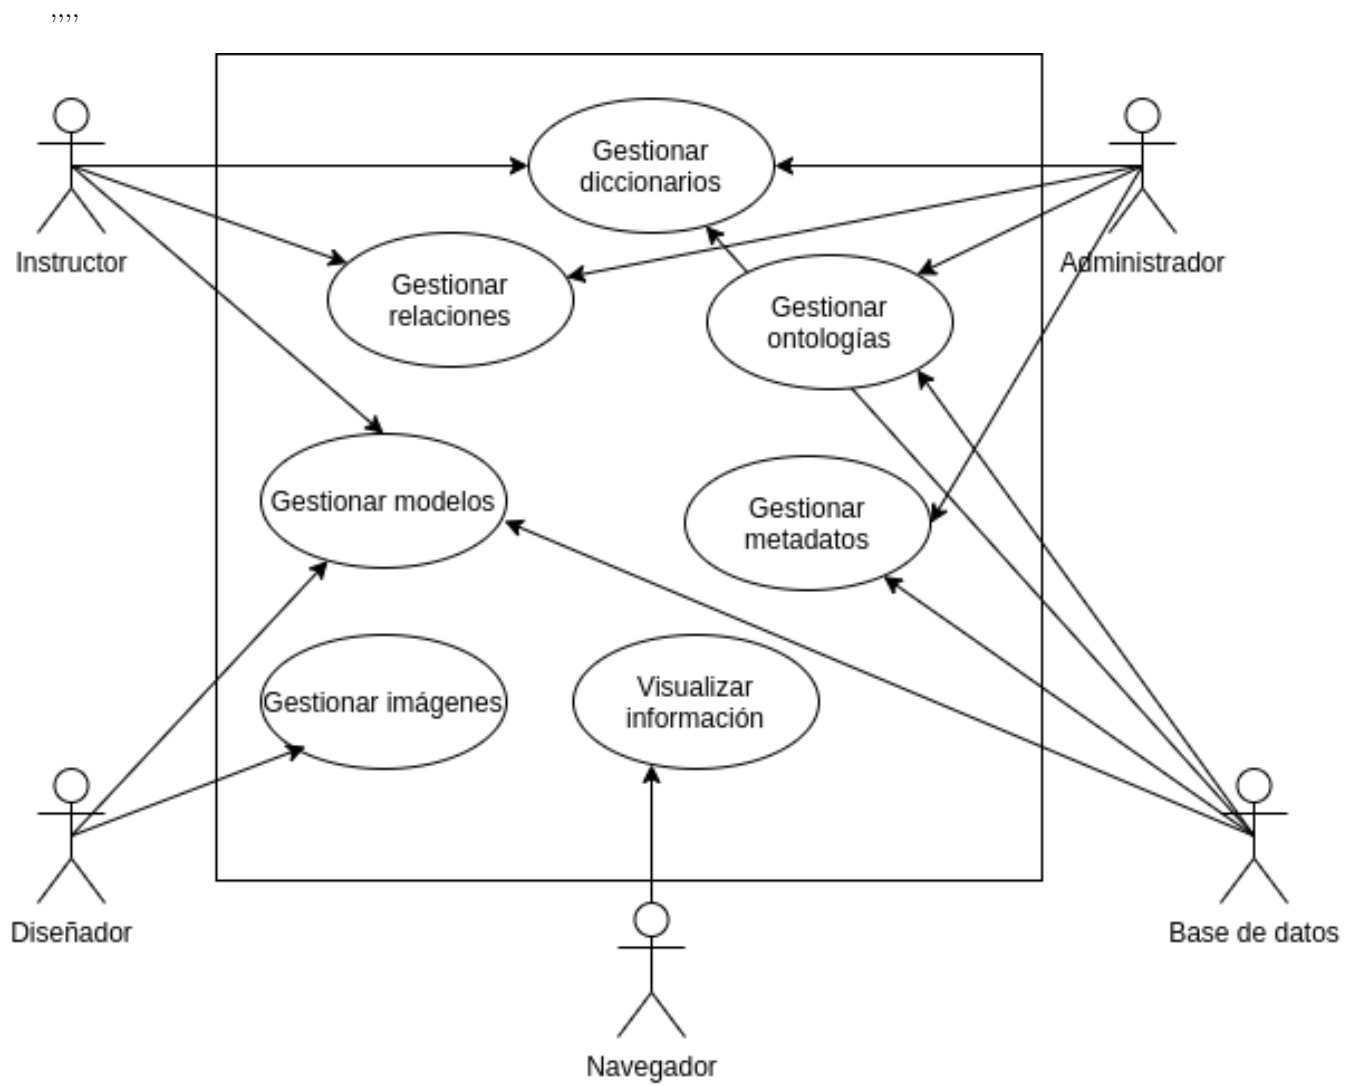 ,,,,
Gestionar
diccionarios
Instructor
Administrador
Gestionar
relaciones
Gestionar
ontologías
Gestionar modelos
Gestionar
metadatos
Gestionar imágenes
Visualizar
información
Diseñador
Base de datos
Navegador